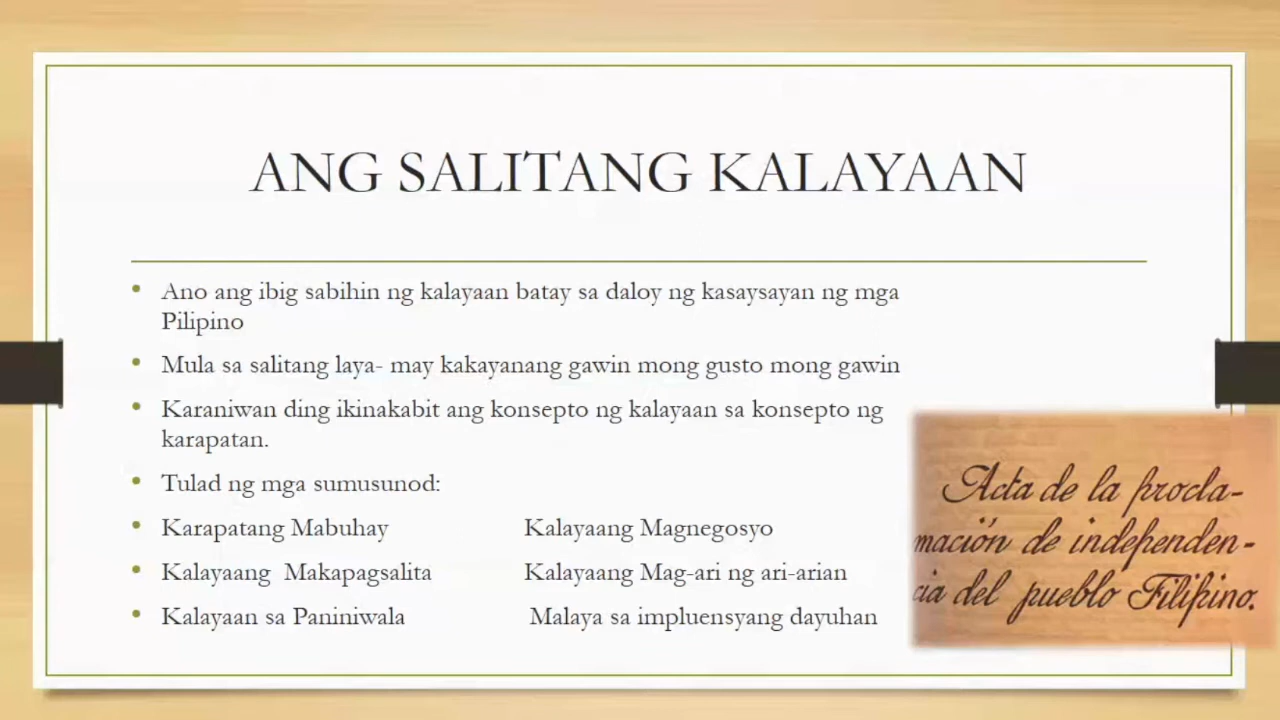 ANG SALITANG KALAYAAN
• Ano ang ibig sabihin ng kalayaan batay sa daloy ng kasaysayan ng mga
Pilipino
• Mula sa salitang laya- may kakayanang gawin mong gusto mong gawin
• Karaniwan ding ikinakabit ang konsepto ng kalayaan sa konsepto ng
karapatan.
• Tulad ng mga sumusunod:
• Karapatang Mabuhay Kalayaang Magnegosyo
• Kalayaang Makapagsalita Kalayaang Mag-ari ng ari-arian
• Kalayaan sa Paniniwala Malaya sa impluensyang dayuhan
Acta de la procla-
mación de independen-
cia del pueblo Filipino.